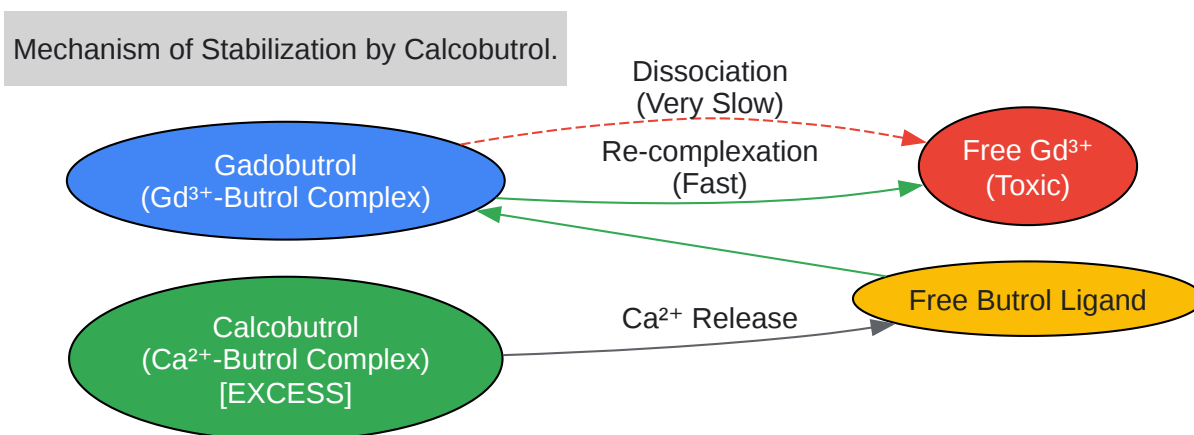 Mechanism of Stabilization by Calcobutrol.
Dissociation
(Very Slow)
Gadobutrol
(Gd³⁺-Butrol Complex)
Re-complexation
(Fast)
Free Gd³⁺
(Toxic)
Free Butrol Ligand
Calcobutrol
(Ca²⁺-Butrol Complex)
[EXCESS]
Ca²⁺ Release